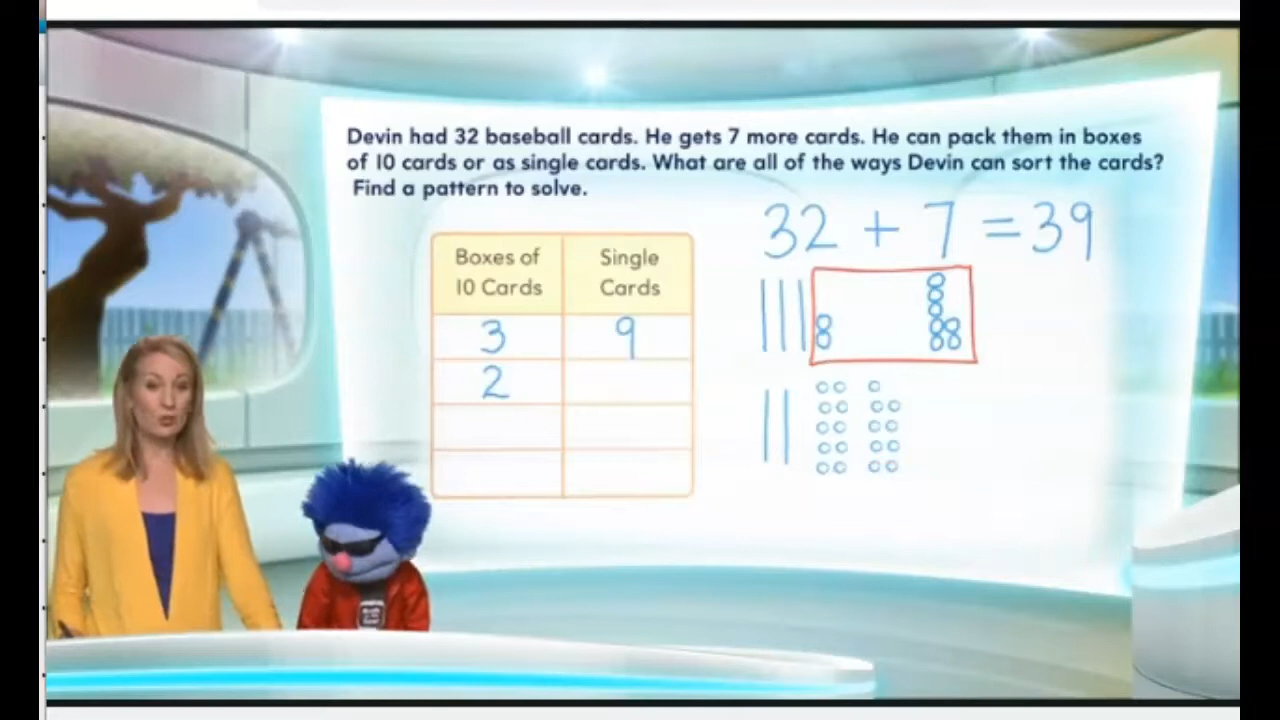 Devin had 32 baseball cards. He gets 7 more cards. He can pack them in boxes
of 10 cards or as single cards. What are all of the ways Devin can sort the cards?
Find a pattern to solve.
32 + 7 = 39
Boxes of
10 Cards
Single
Cards
3 9
2